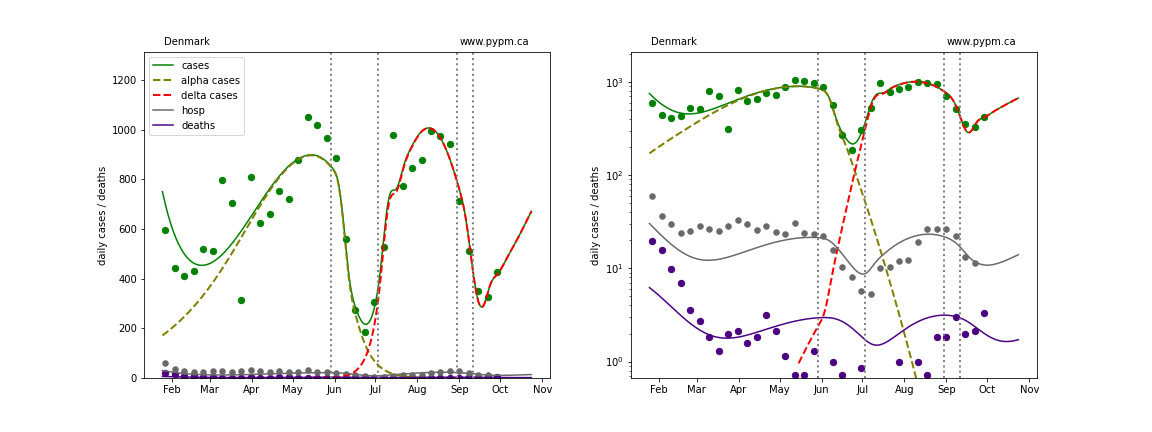 Denmark www.pypm.ca
cases
alpha cases
delta cases
hosp
deaths
1200
1000
800
600
400
200
0
daily cases / deaths
Feb Mar Apr May Jun Jul Aug Sep Oct Nov
Denmark www.pypm.ca
10³
10²
10¹
10⁰
daily cases / deaths
Feb Mar Apr May Jun Jul Aug Sep Oct Nov